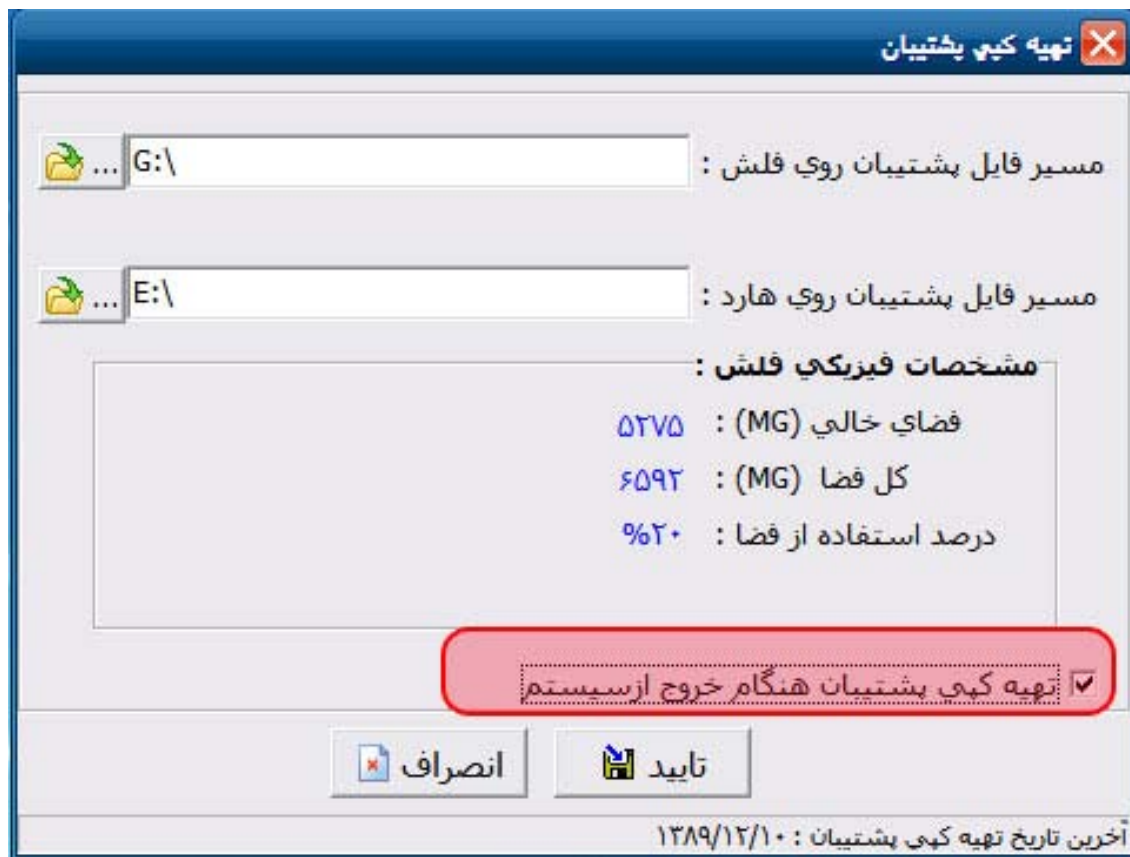 تهيه كپي پشتيبان
مسير فايل پشتيبان روي فلش : G:\ ...
مسير فايل پشتيبان روي هارد : E:\ ...
مشخصات فيزيكي فلش :
فضاي خالي (MG) : ۵۲۷۵
كل فضا (MG) : ۶۵۹۲
درصد استفاده از فضا : %۲۰
تهيه كپي پشتيبان هنگام خروج ازسيستم
تاييد
انصراف
آخرين تاريخ تهيه كپي پشتيبان : ۱۳۸۹/۱۲/۱۰